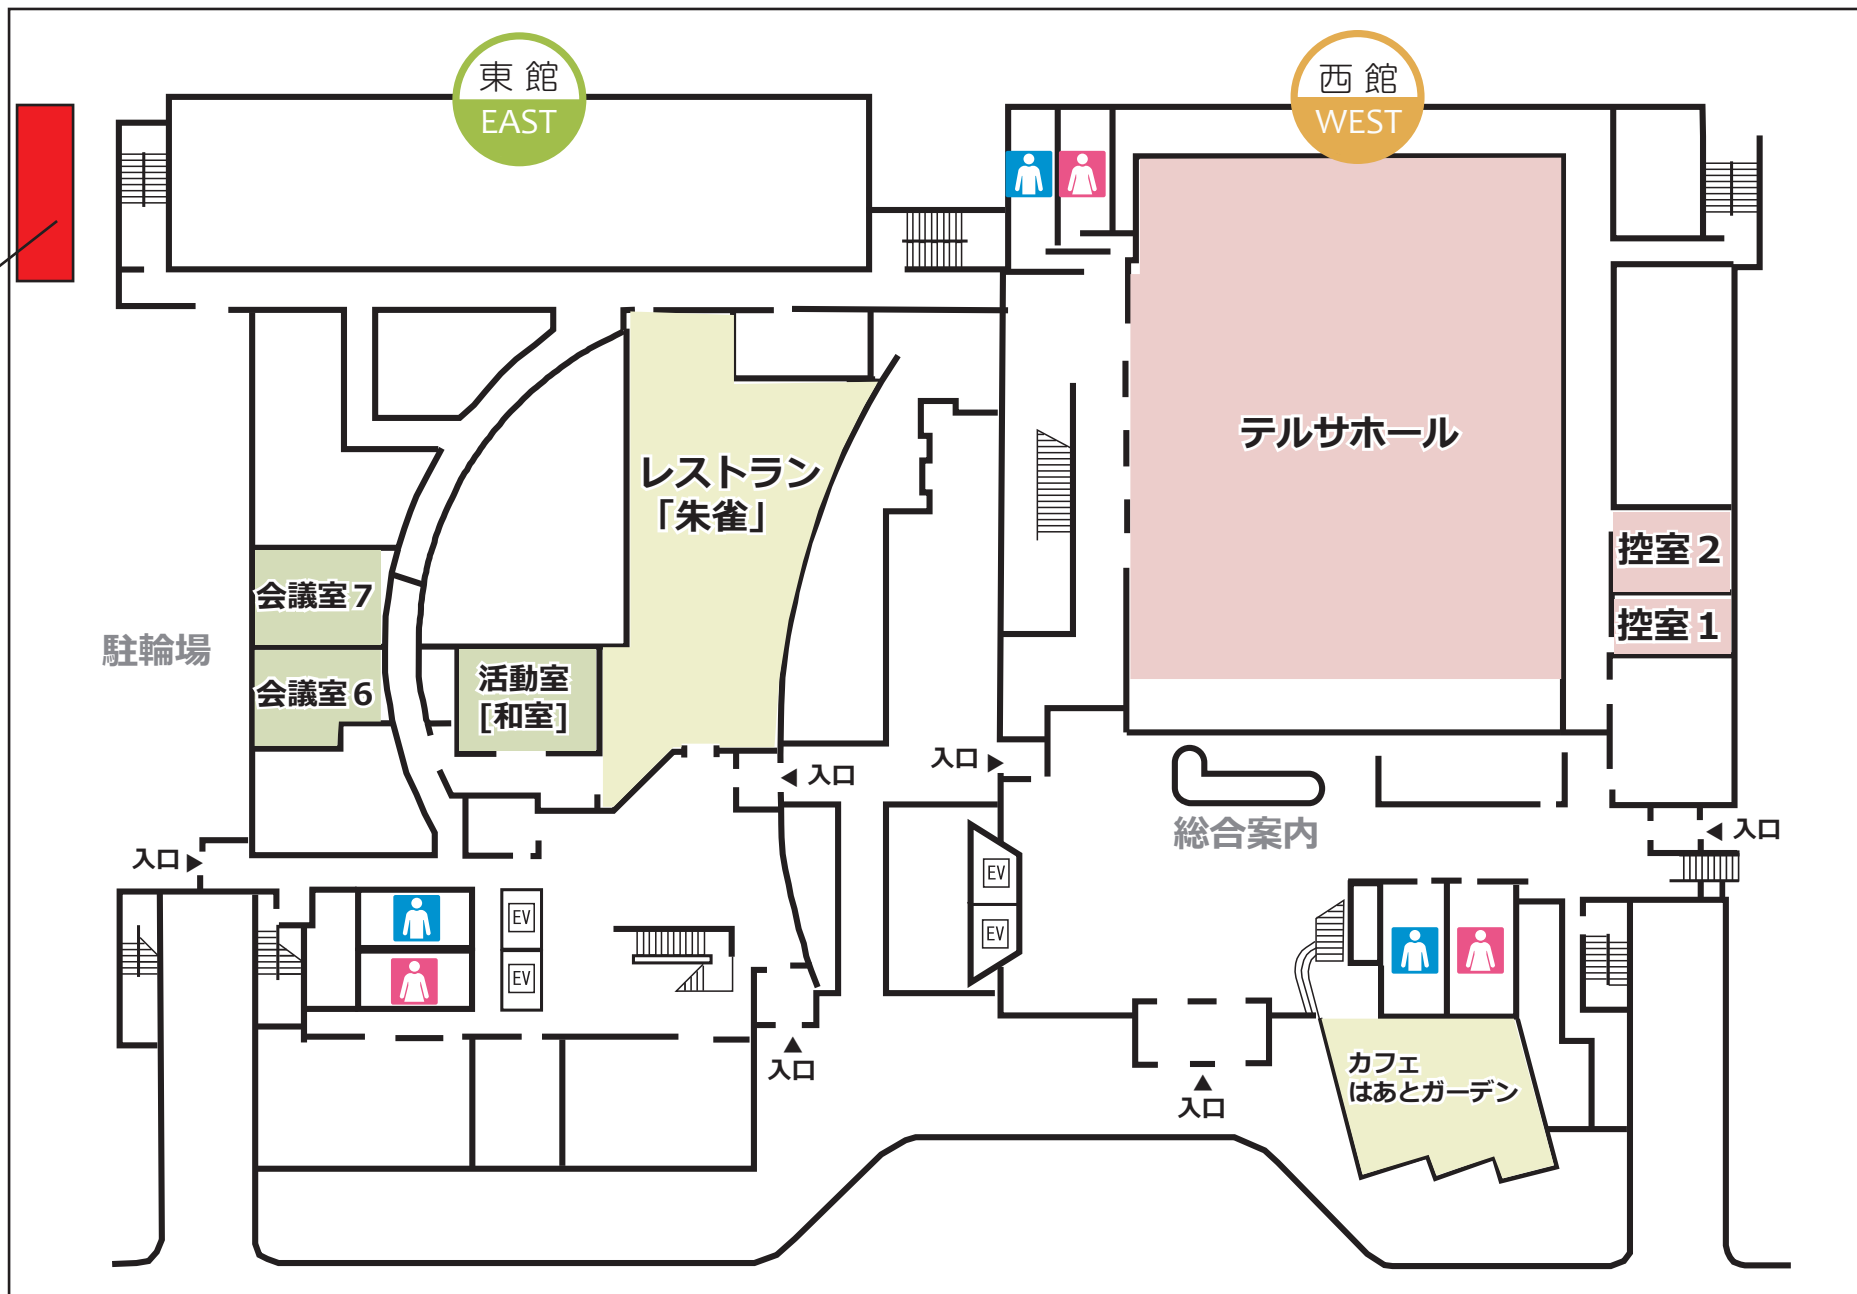 東館
EAST
西館
WEST
テルサホール
レストラン
「朱雀」
控室2
控室1
会議室7
会議室6
活動室
[和室]
駐輪場
入口
入口
入口
入口
入口
入口
総合案内
EV
EV
EV
EV
カフェ
はあとガーデン